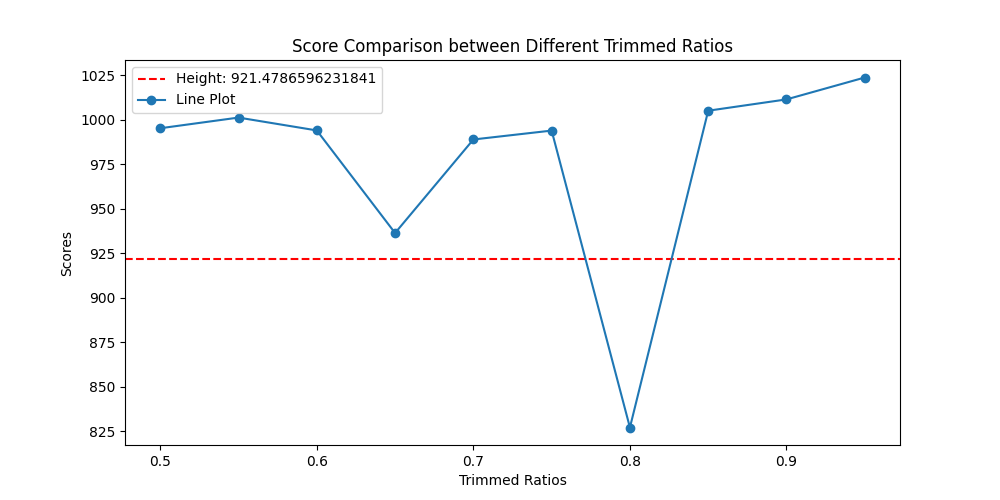 Score Comparison between Different Trimmed Ratios
Height: 921.4786596231841
Line Plot
1025
1000
975
950
925
900
875
850
825
Scores
0.5 0.6 0.7 0.8 0.9
Trimmed Ratios